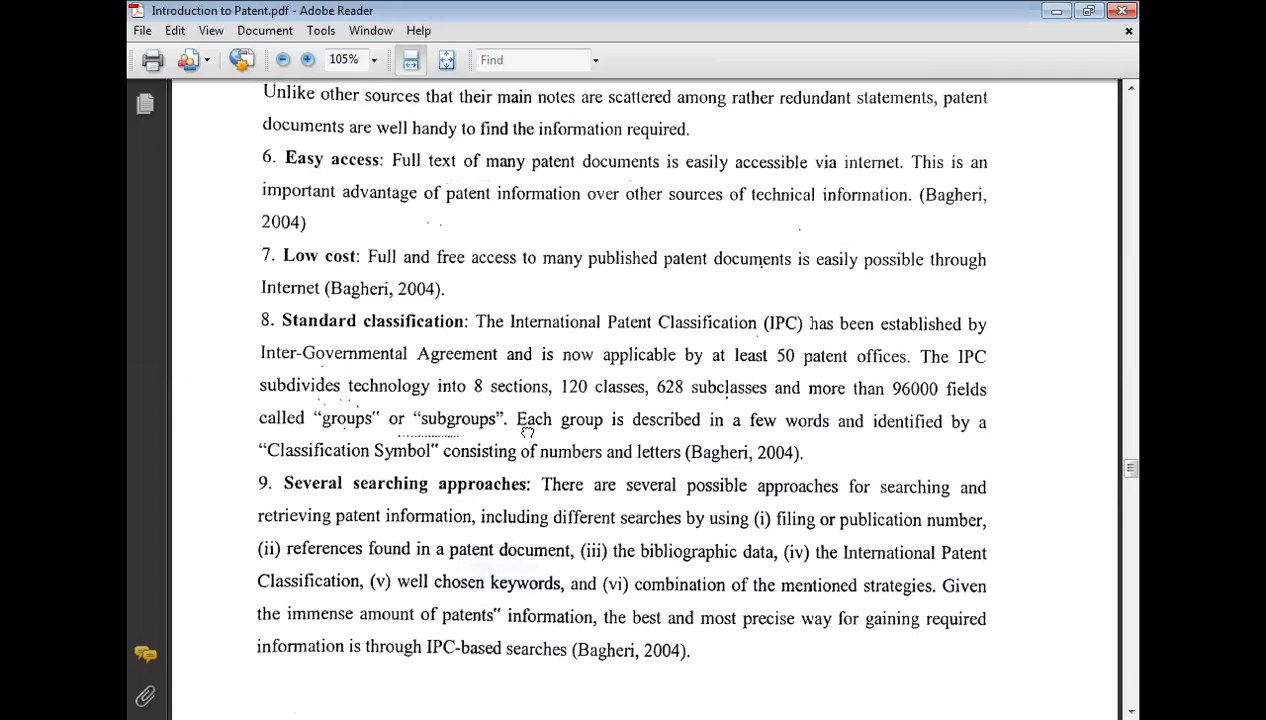 Introduction to Patent.pdf - Adobe Reader
File Edit View Document Tools Window Help
105% Find
Unlike other sources that their main notes are scattered among rather redundant statements, patent
documents are well handy to find the information required.
6. Easy access: Full text of many patent documents is easily accessible via internet. This is an
important advantage of patent information over other sources of technical information. (Bagheri,
2004)
7. Low cost: Full and free access to many published patent documents is easily possible through
Internet (Bagheri, 2004).
8. Standard classification: The International Patent Classification (IPC) has been established by
Inter-Governmental Agreement and is now applicable by at least 50 patent offices. The IPC
subdivides technology into 8 sections, 120 classes, 628 subclasses and more than 96000 fields
called “groups" or “subgroups”. Each group is described in a few words and identified by a
“Classification Symbol" consisting of numbers and letters (Bagheri, 2004).
9. Several searching approaches: There are several possible approaches for searching and
retrieving patent information, including different searches by using (i) filing or publication number,
(ii) references found in a patent document, (iii) the bibliographic data, (iv) the International Patent
Classification, (v) well chosen keywords, and (vi) combination of the mentioned strategies. Given
the immense amount of patents" information, the best and most precise way for gaining required
information is through IPC-based searches (Bagheri, 2004).